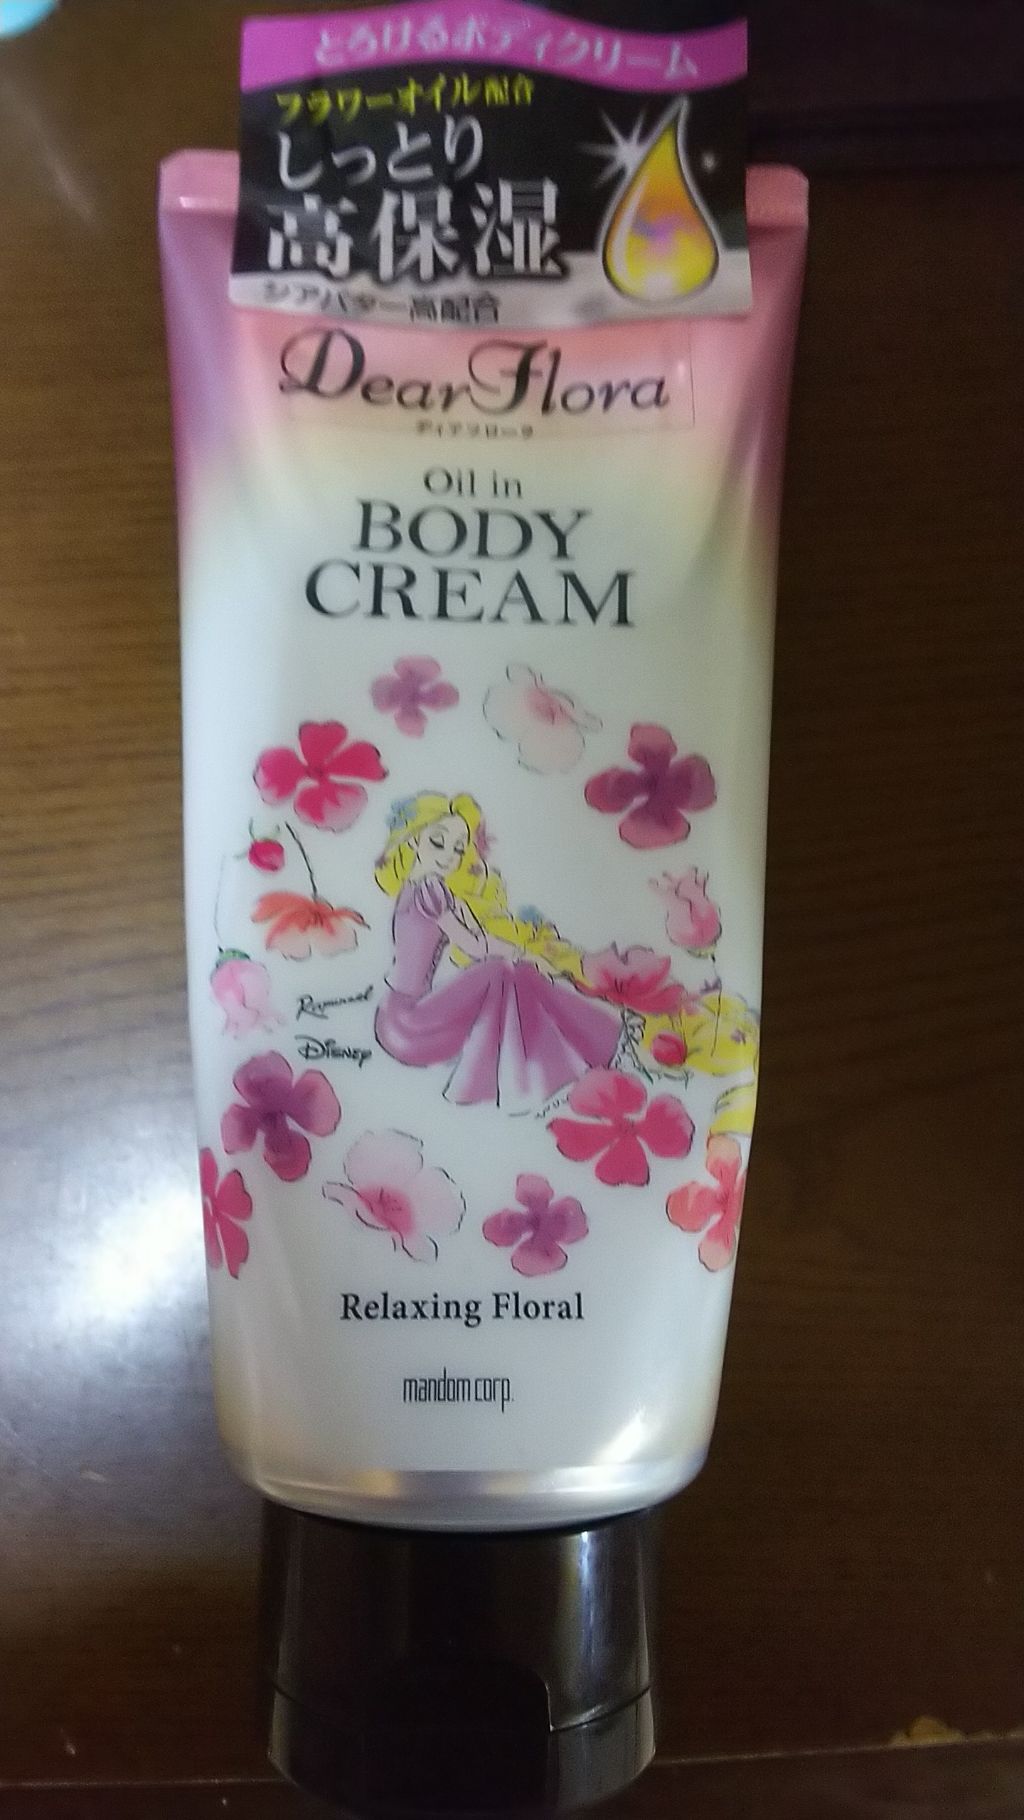 とろけるボディクリーム
フラワーオイル配合
しっとり
高保湿
シアバター高配合
Dear Flora
ディアフローラ
Oil in
BODY
CREAM
Rapunzel
Disney
Relaxing Floral
mandom corp.